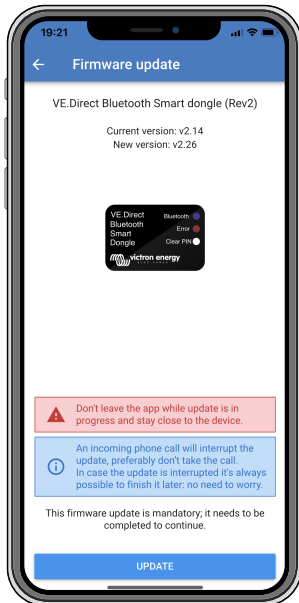 19:21
Firmware update
VE.Direct Bluetooth Smart dongle (Rev2)
Current version: v2.14
New version: v2.26
VE.Direct
Bluetooth
Smart
Dongle
Bluetooth
Error
Clear PIN
victron energy
BLUE POWER
Don't leave the app while update is in
progress and stay close to the device.
An incoming phone call will interrupt the
update, preferably don't take the call.
In case the update is interrupted it's always
possible to finish it later: no need to worry.
This firmware update is mandatory; it needs to be
completed to continue.
UPDATE